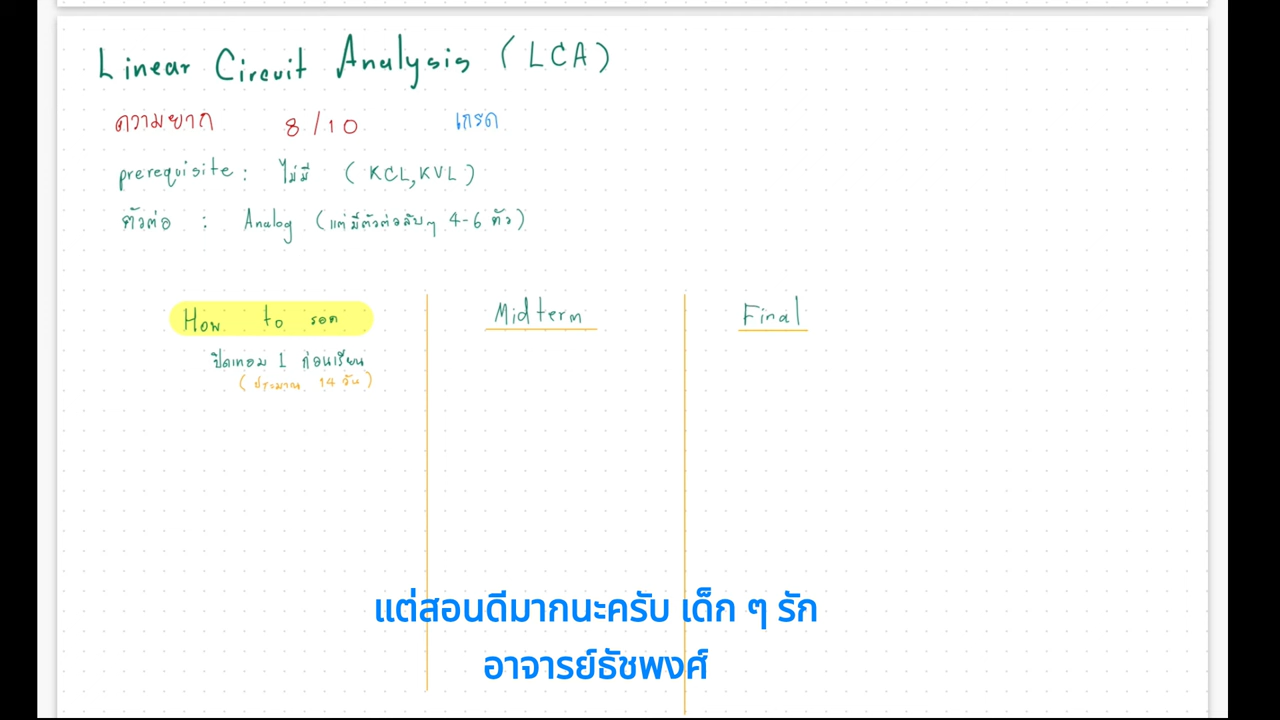 Linear Circuit Analysis (LCA)
ความยาก 8/10 เกรด
prerequisite : ไม่มี (KCL,KVL)
ตัวต่อ : Analog (แต่มีตัวต่อลับๆ 4-6 ตัว)
How to รอด
ปิดเทอม 1 ก่อนเรียน
(ประมาณ 14 วัน)
Midterm
Final
แต่สอนดีมากนะครับ เด็ก ๆ รัก
อาจารย์ธัชพงศ์